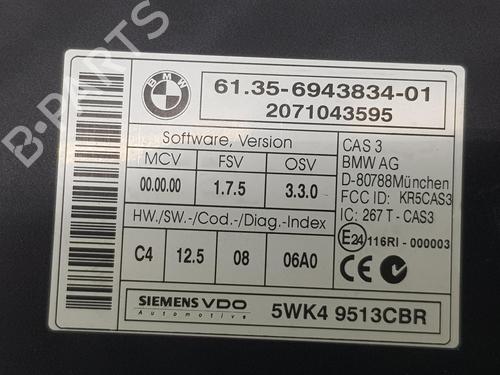 B-PARTS
BMW
61.35-6943834-01
2071043595
Software, Version
MCV FSV OSV
00.00.00 1.7.5 3.3.0
HW./SW.-/Cod.-/Diag.-Index
C4 12.5 08 06A0
CAS 3
BMW AG
D-80788München
FCC ID: KR5CAS3
IC: 267 T - CAS3
E24 116RI - 000003
CE
SIEMENS VDO
Automotive
5WK4 9513CBR